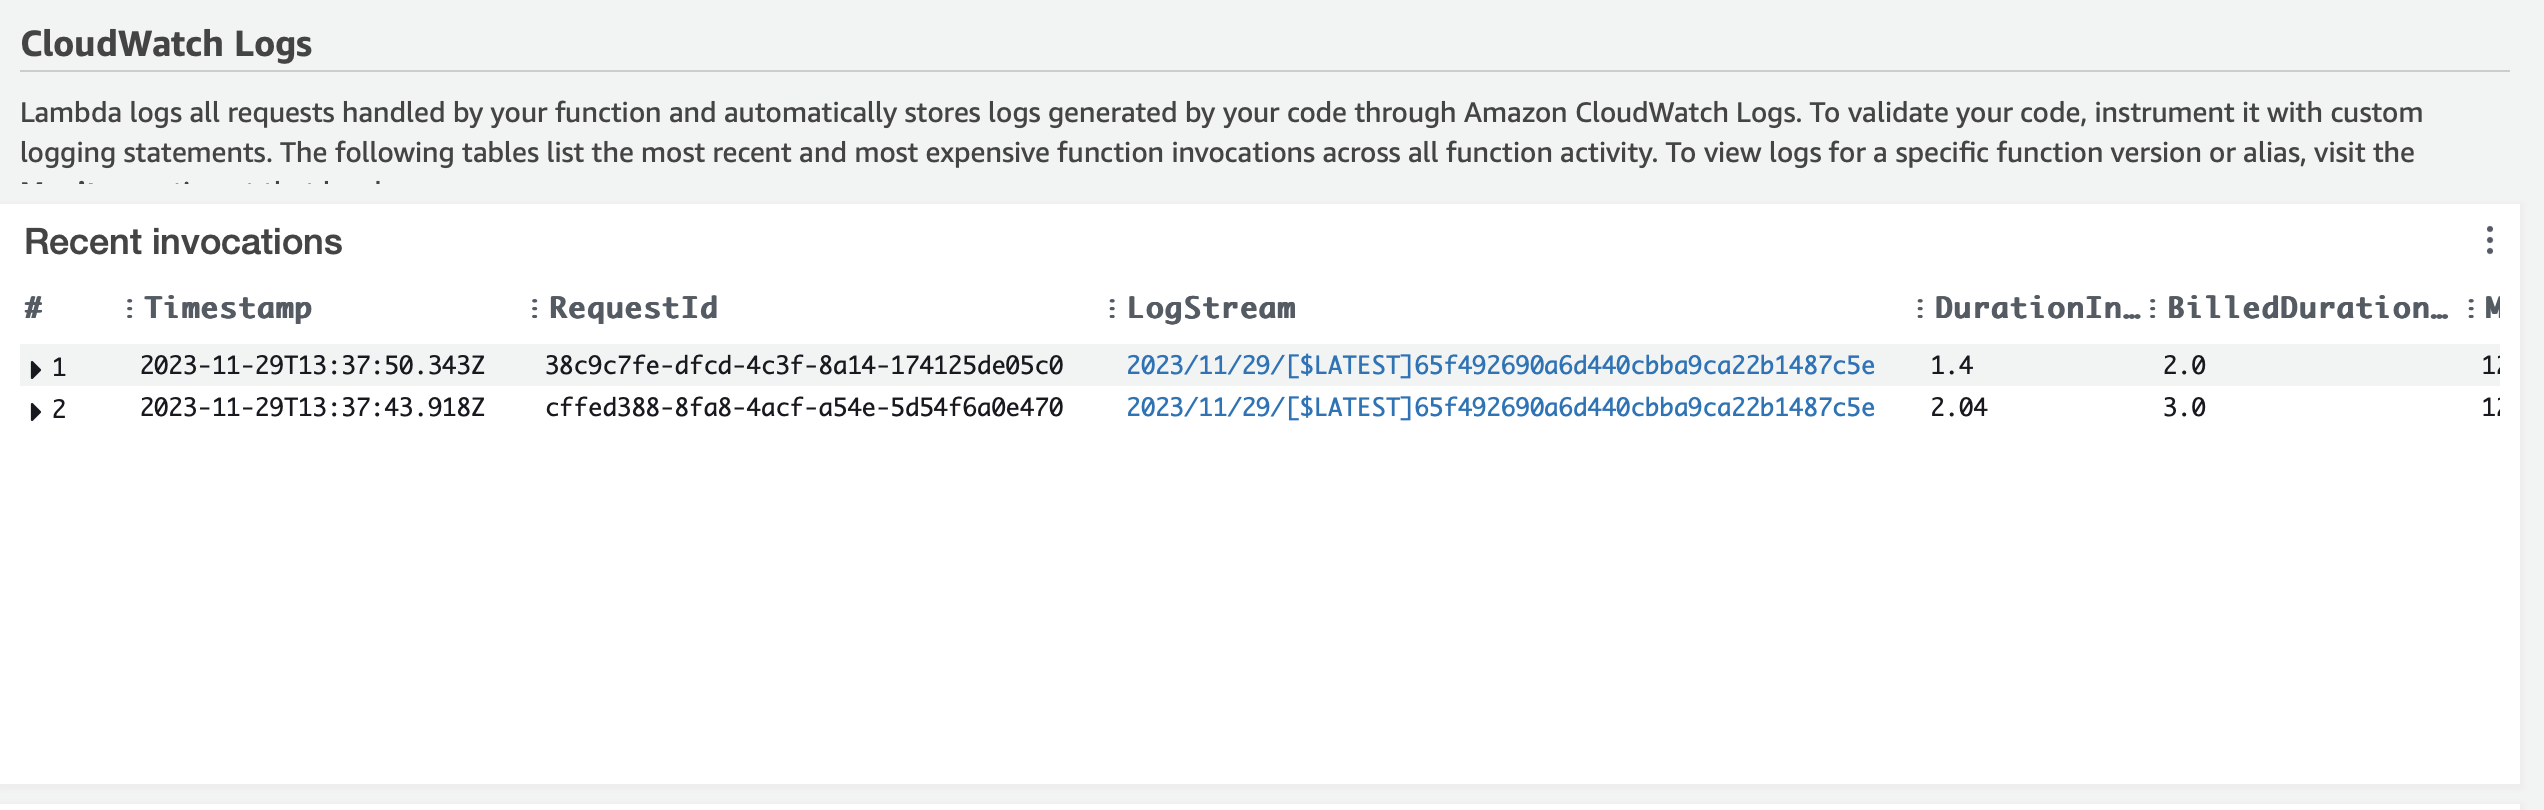 CloudWatch Logs
Lambda logs all requests handled by your function and automatically stores logs generated by your code through Amazon CloudWatch Logs. To validate your code, instrument it with custom
logging statements. The following tables list the most recent and most expensive function invocations across all function activity. To view logs for a specific function version or alias, visit the
Recent invocations
# Timestamp RequestId LogStream DurationIn… BilledDuration… M
1 2023-11-29T13:37:50.343Z 38c9c7fe-dfcd-4c3f-8a14-174125de05c0 2023/11/29/[$LATEST]65f492690a6d440cbba9ca22b1487c5e 1.4 2.0
2 2023-11-29T13:37:43.918Z cffed388-8fa8-4acf-a54e-5d54f6a0e470 2023/11/29/[$LATEST]65f492690a6d440cbba9ca22b1487c5e 2.04 3.0